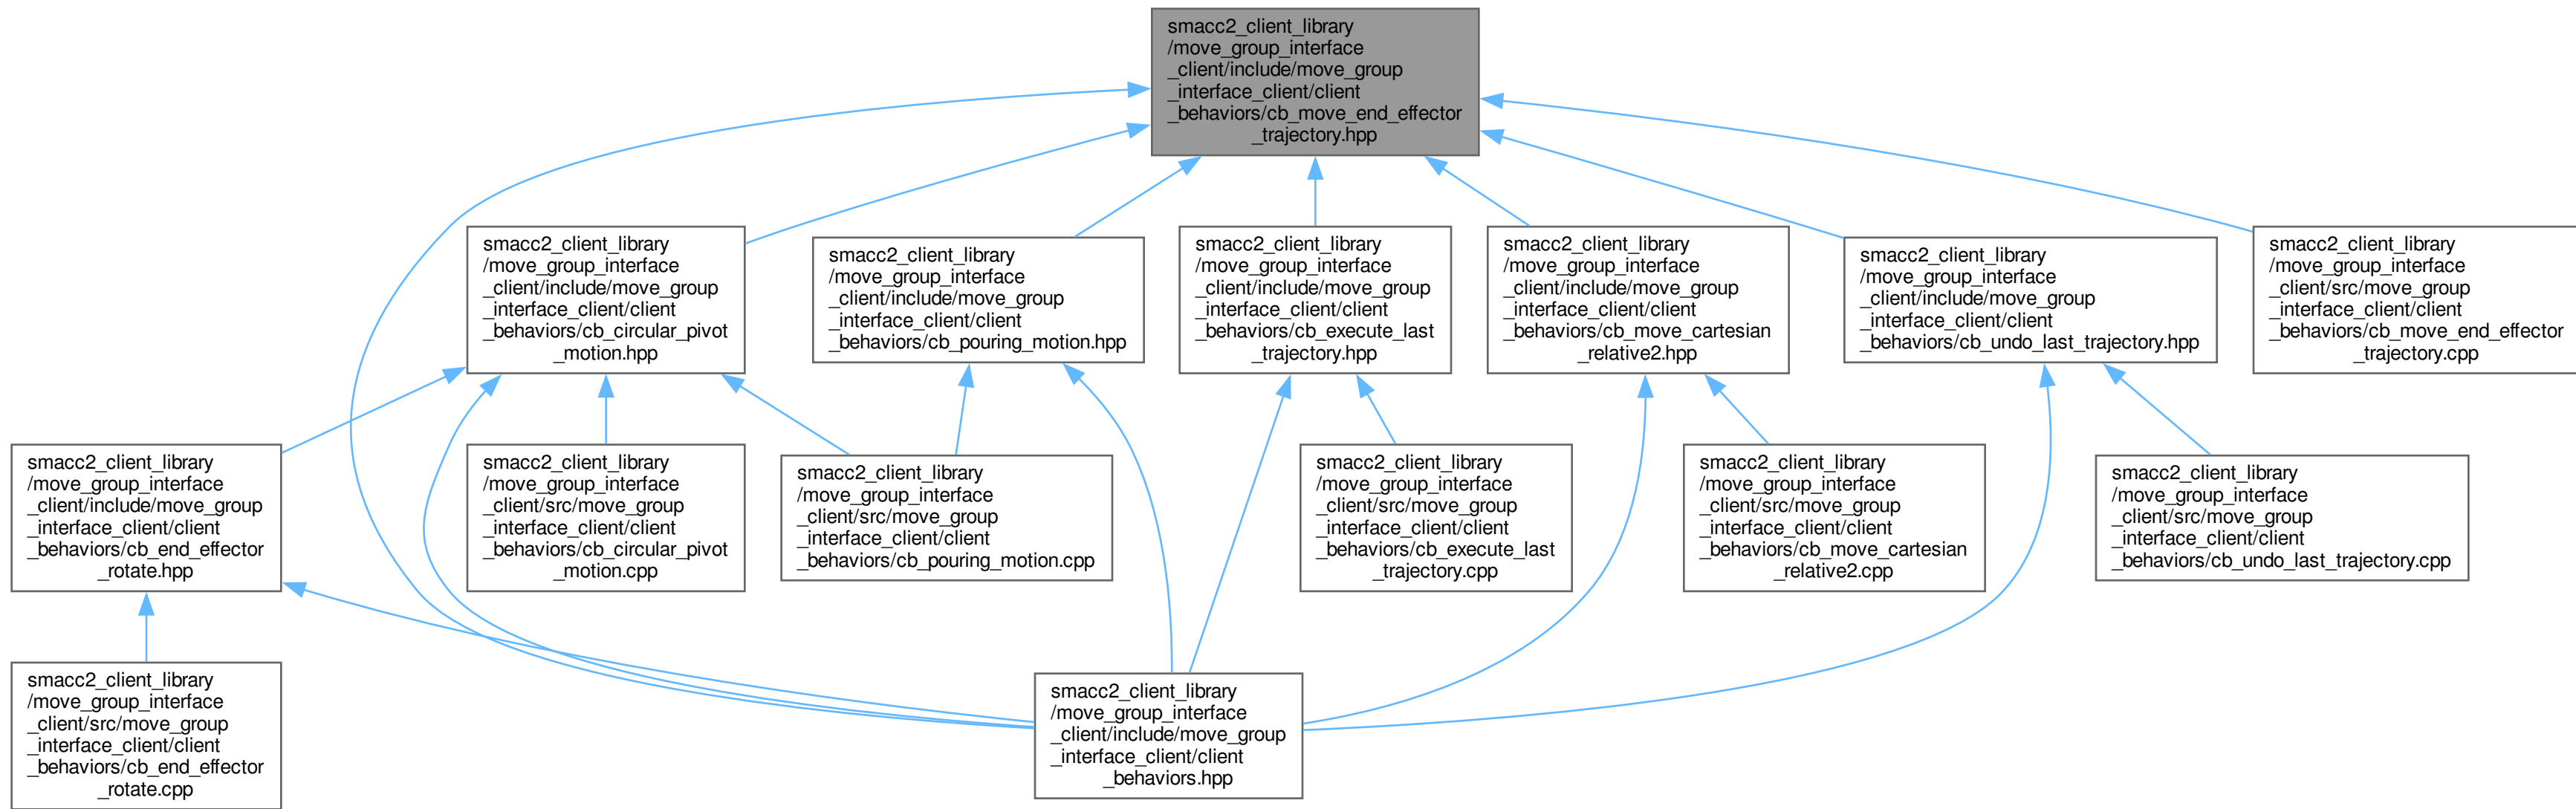 smacc2_client_library
/move_group_interface
_client/include/move_group
_interface_client/client
_behaviors/cb_move_end_effector
_trajectory.hpp
smacc2_client_library
/move_group_interface
_client/include/move_group
_interface_client/client
_behaviors/cb_circular_pivot
_motion.hpp
smacc2_client_library
/move_group_interface
_client/include/move_group
_interface_client/client
_behaviors/cb_pouring_motion.hpp
smacc2_client_library
/move_group_interface
_client/include/move_group
_interface_client/client
_behaviors/cb_execute_last
_trajectory.hpp
smacc2_client_library
/move_group_interface
_client/include/move_group
_interface_client/client
_behaviors/cb_move_cartesian
_relative2.hpp
smacc2_client_library
/move_group_interface
_client/include/move_group
_interface_client/client
_behaviors/cb_undo_last_trajectory.hpp
smacc2_client_library
/move_group_interface
_client/src/move_group
_interface_client/client
_behaviors/cb_move_end_effector
_trajectory.cpp
smacc2_client_library
/move_group_interface
_client/include/move_group
_interface_client/client
_behaviors/cb_end_effector
_rotate.hpp
smacc2_client_library
/move_group_interface
_client/src/move_group
_interface_client/client
_behaviors/cb_circular_pivot
_motion.cpp
smacc2_client_library
/move_group_interface
_client/src/move_group
_interface_client/client
_behaviors/cb_pouring_motion.cpp
smacc2_client_library
/move_group_interface
_client/src/move_group
_interface_client/client
_behaviors/cb_execute_last
_trajectory.cpp
smacc2_client_library
/move_group_interface
_client/src/move_group
_interface_client/client
_behaviors/cb_move_cartesian
_relative2.cpp
smacc2_client_library
/move_group_interface
_client/src/move_group
_interface_client/client
_behaviors/cb_undo_last_trajectory.cpp
smacc2_client_library
/move_group_interface
_client/src/move_group
_interface_client/client
_behaviors/cb_end_effector
_rotate.cpp
smacc2_client_library
/move_group_interface
_client/include/move_group
_interface_client/client
_behaviors.hpp